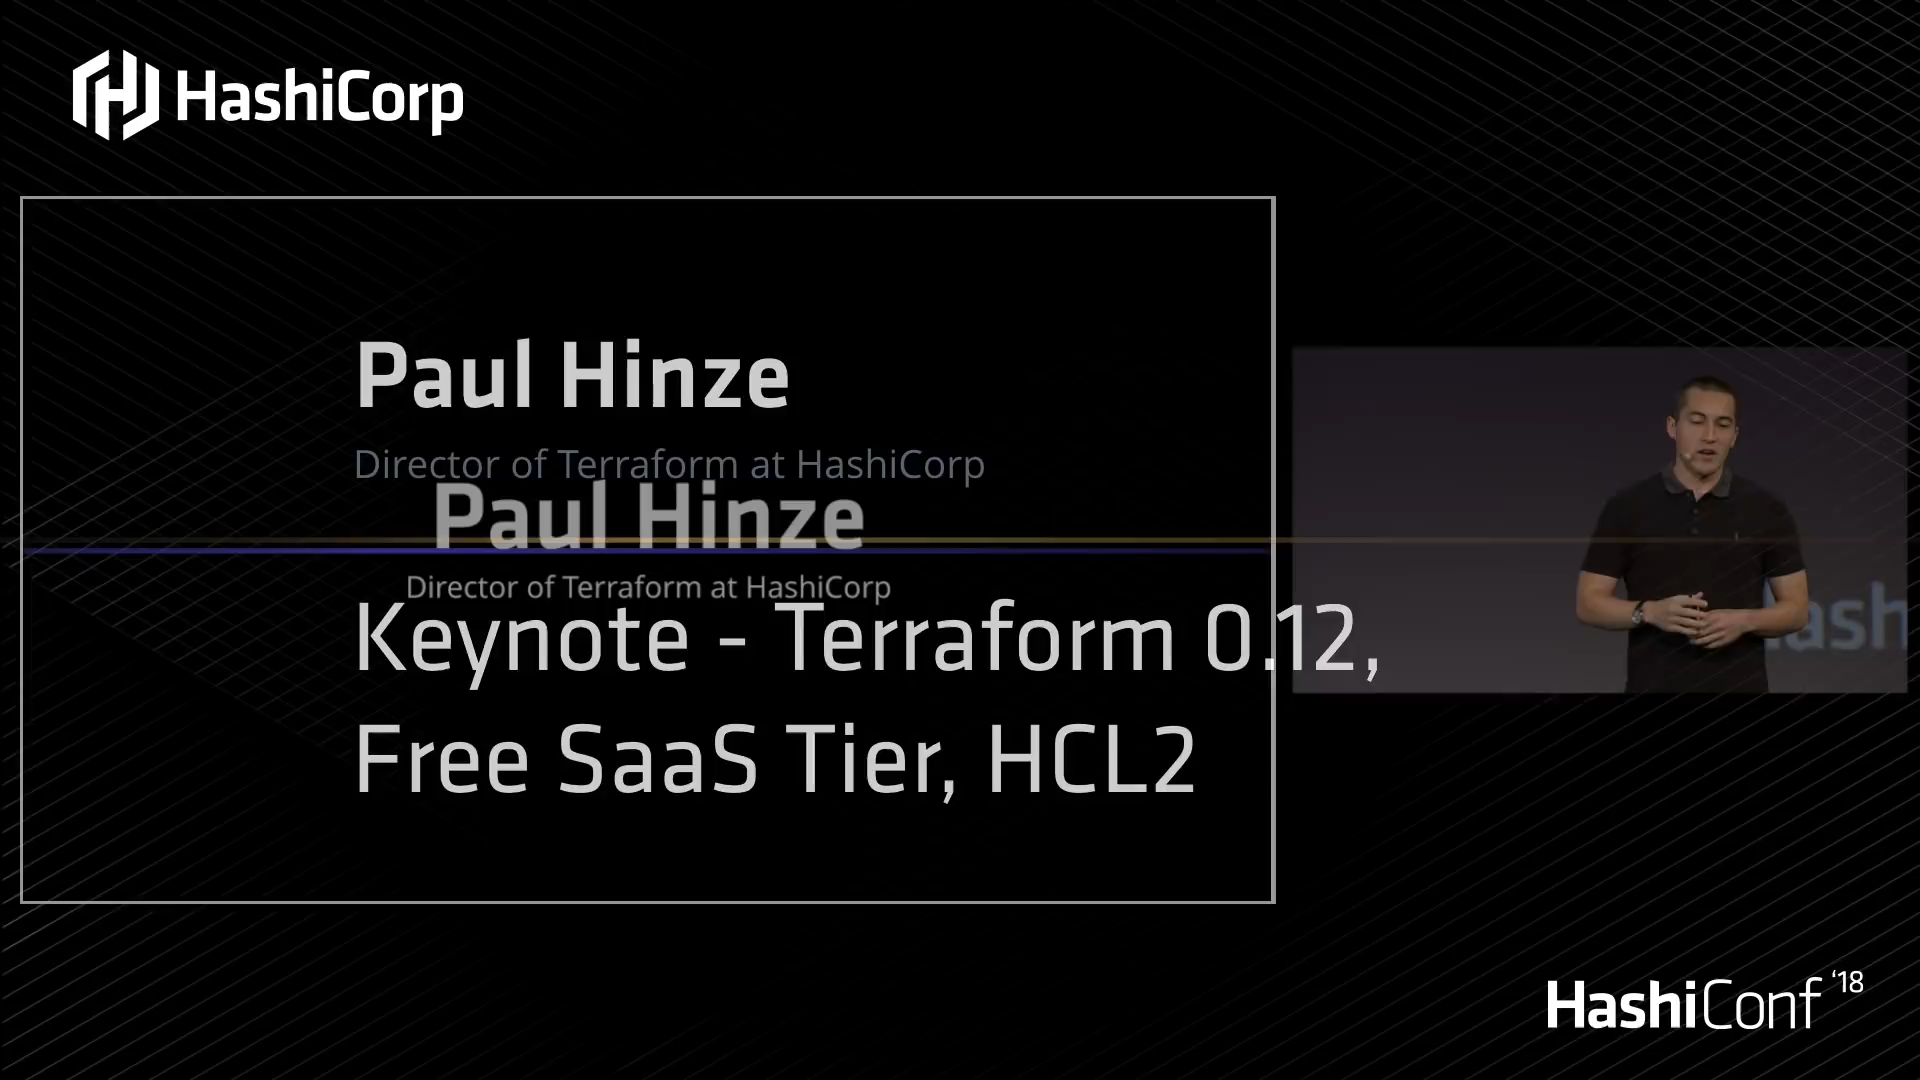 HashiCorp
Paul Hinze
Director of Terraform at HashiCorp
Paul Hinze
Director of Terraform at HashiCorp
Keynote - Terraform 0.12,
Free SaaS Tier, HCL2
ash
HashiConf '18